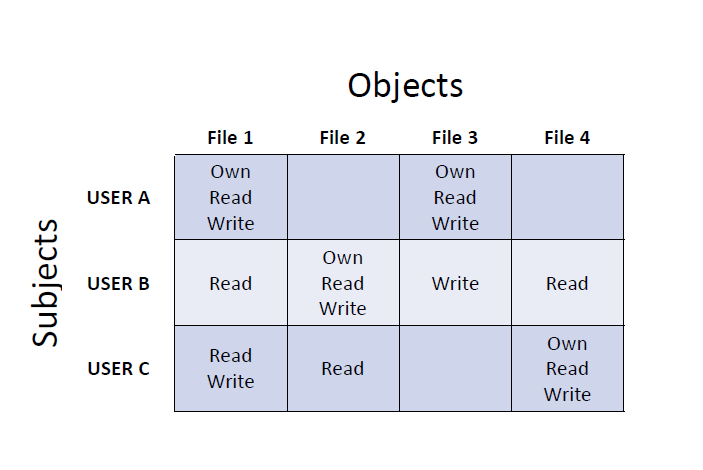 Objects
File 1 File 2 File 3 File 4
Subjects
USER A
Own
Read
Write
Own
Read
Write
USER B
Read
Own
Read
Write
Write
Read
USER C
Read
Write
Read
Own
Read
Write